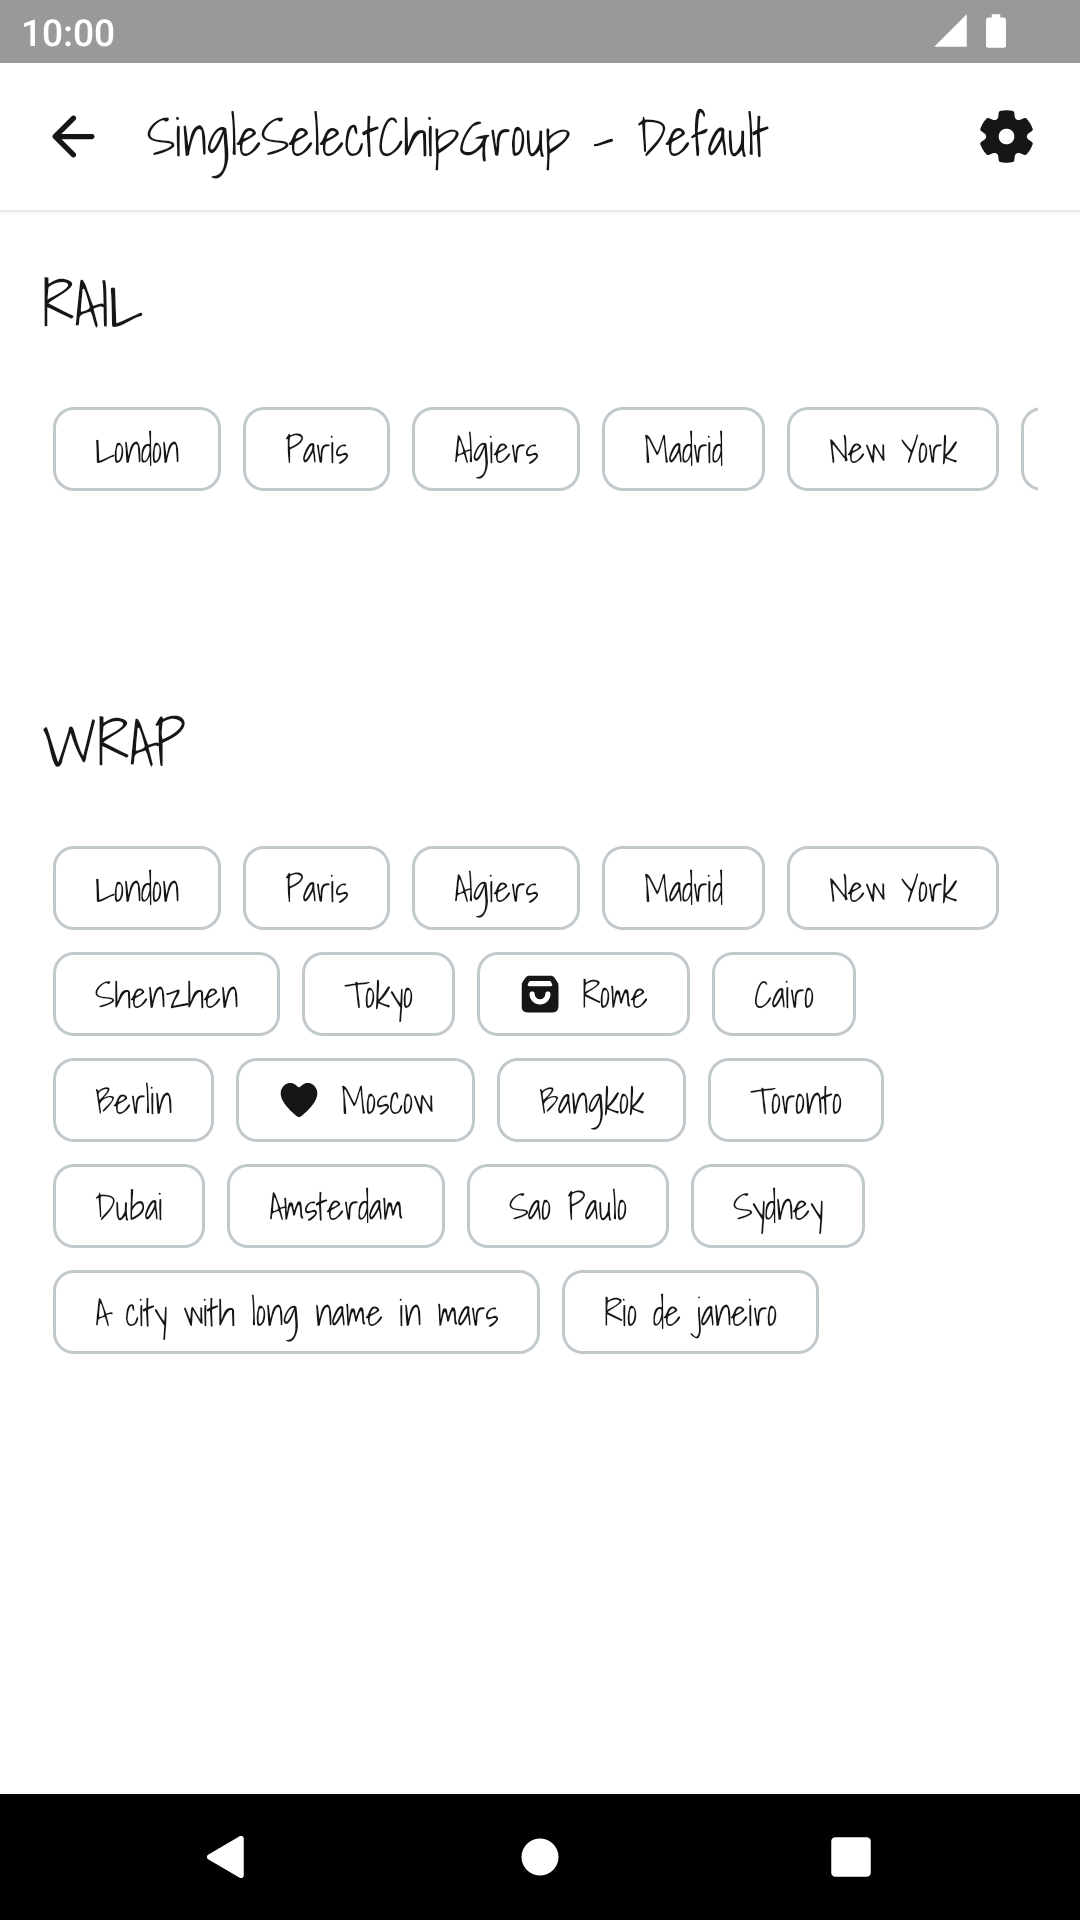 10:00
SingleSelectChipGroup - Default
RAIL
London Paris Algiers Madrid New York
WRAP
London Paris Algiers Madrid New York
Shenzhen Tokyo Rome Cairo
Berlin Moscow Bangkok Toronto
Dubai Amsterdam Sao Paulo Sydney
A city with long name in mars Rio de janeiro